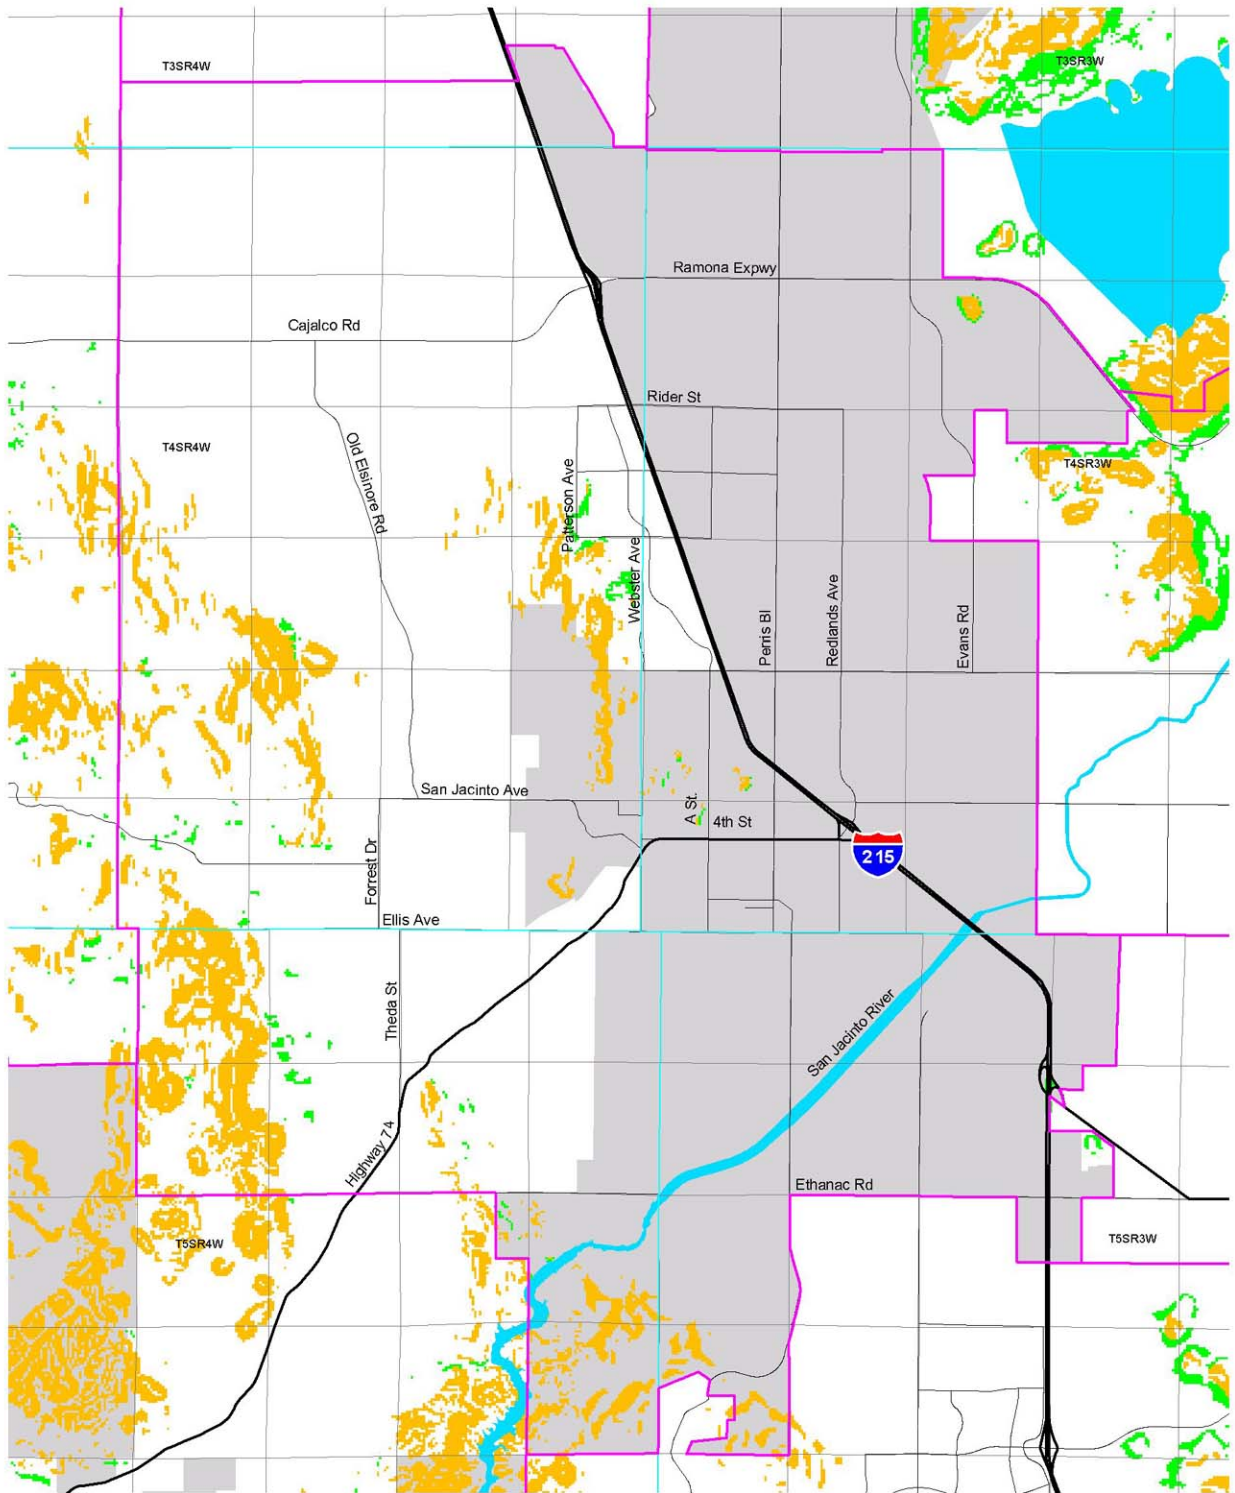 T3SR4W
T3SR3W
Ramona Expwy
Cajalco Rd
Rider St
T4SR4W
Old Elsinore Rd
Patterson Ave
T4SR3W
Webster Ave
Perris Bl
Redlands Ave
Evans Rd
San Jacinto Ave
A St.
4th St
215
Forrest Dr
Ellis Ave
Theda St
San Jacinto River
Highway 74
Ethanac Rd
T5SR4W
T5SR3W